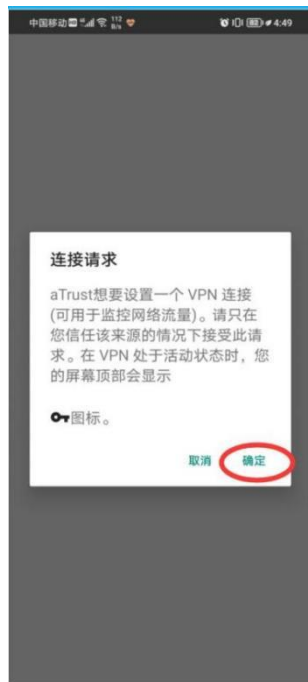 中国移动 112 B/s 82 4:49
连接请求
aTrust想要设置一个 VPN 连接
(可用于监控网络流量)。请只在
您信任该来源的情况下接受此请
求。在 VPN 处于活动状态时，您
的屏幕顶部会显示
图标。
取消 确定